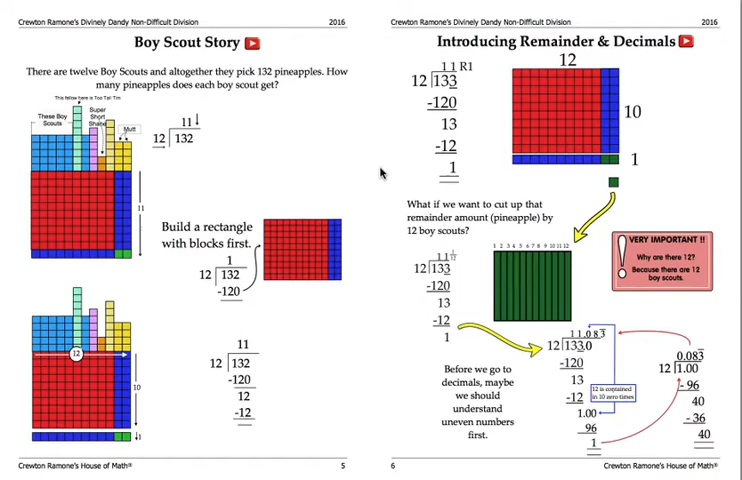 Crewton Ramone's Divinely Dandy Non-Difficult Division 2016
Boy Scout Story
There are twelve Boy Scouts and altogether they pick 132 pineapples. How
many pineapples does each boy scout get?
This fellow here is Too Tall Tim
These Boy
Scouts
Super
Short
Shane
Mutt
11
12 132
11
Build a rectangle
with blocks first.
1
12 132
-120
12
10
1
11
12 132
-120
12
-12
Crewton Ramone's House of Math® 5
Crewton Ramone's Divinely Dandy Non-Difficult Division 2016
Introducing Remainder & Decimals
11 R1
12 133
-120
13
-12
1
12
10
1
What if we want to cut up that
remainder amount (pineapple) by
12 boy scouts?
1 2 3 4 5 6 7 8 9 10 11 12
VERY IMPORTANT !!
Why are there 12?
Because there are 12
boy scouts.
!
11 1/12
12 133
-120
13
-12
1
Before we go to
decimals, maybe
we should
understand
uneven numbers
first.
11.083
12 133.0
-120
13
-12
1.00
96
1
12 is contained
in 10 zero times
0.083
12 1.00
- 96
40
- 36
40
6 Crewton Ramone's House of Math®